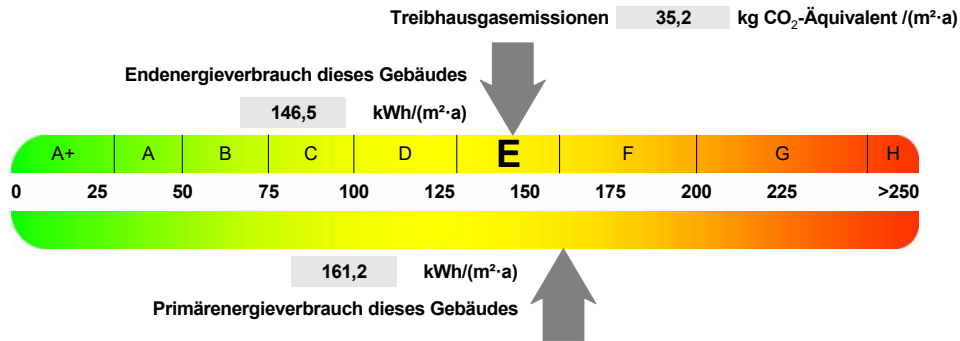 Treibhausgasemissionen 35,2 kg CO₂-Äquivalent /(m²·a)
Endenergieverbrauch dieses Gebäudes
146,5 kWh/(m²·a)
A+ A B C D E F G H
0 25 50 75 100 125 150 175 200 225 >250
161,2 kWh/(m²·a)
Primärenergieverbrauch dieses Gebäudes